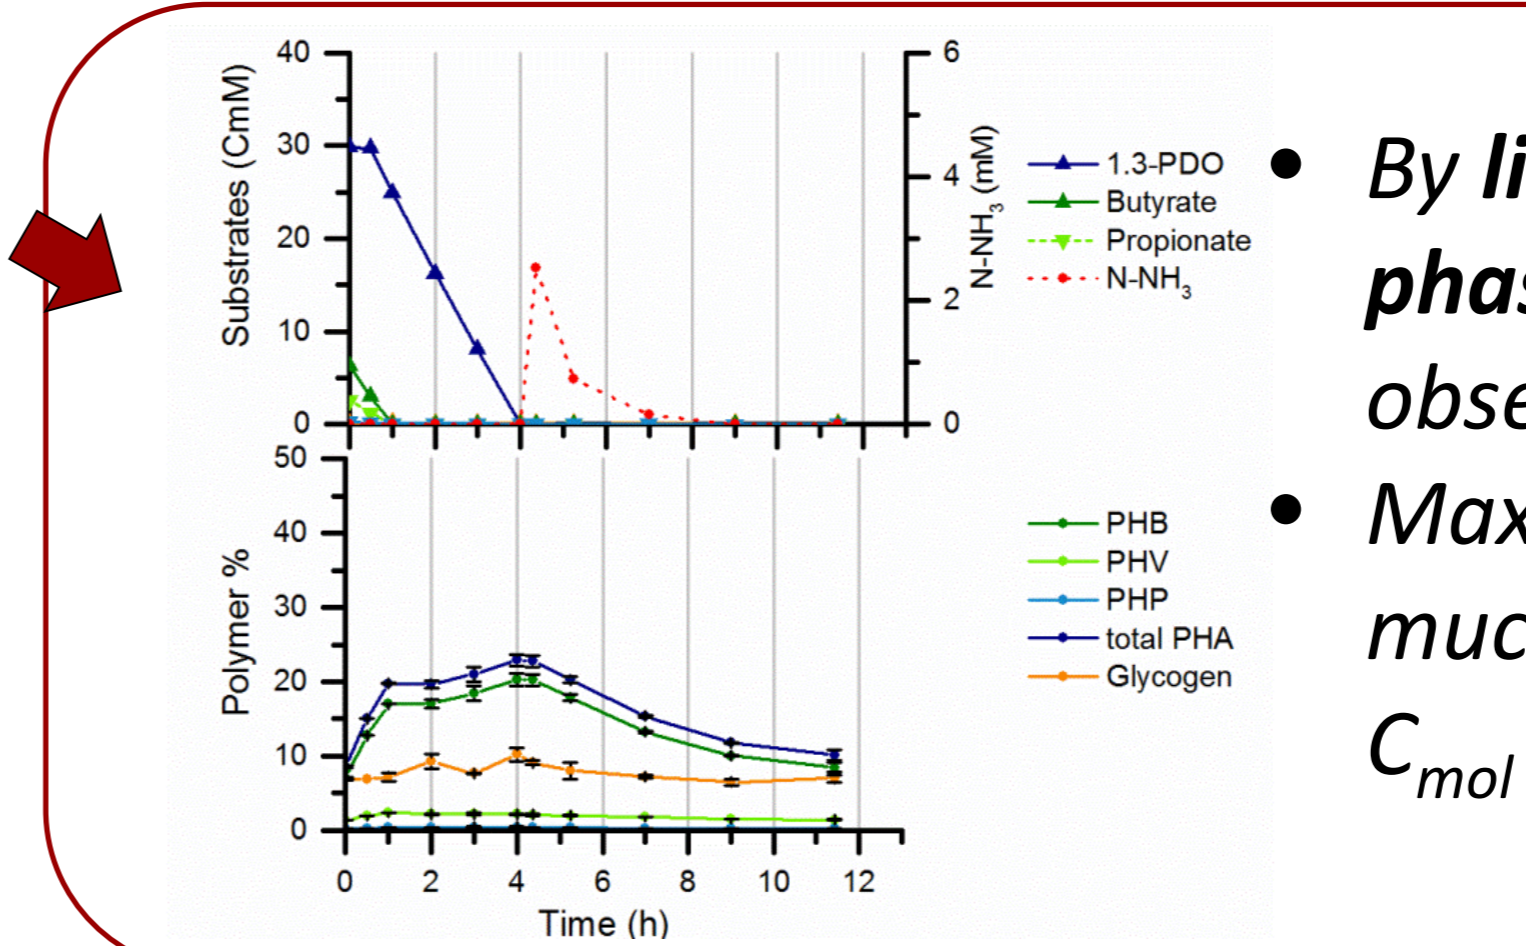 40
30
20
10
0
Substrates (CmM)
6
4
2
0
N-NH3 (mM)
1.3-PDO
Butyrate
Propionate
N-NH3
50
40
30
20
10
0
Polymer %
0 2 4 6 8 10 12
Time (h)
PHB
PHV
PHP
total PHA
Glycogen
• By li
phas
obse
• Max
muc
Cmol